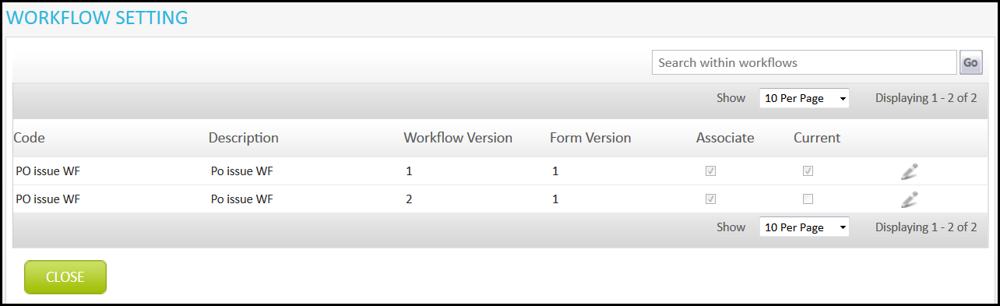 WORKFLOW SETTING
Search within workflows Go
Show 10 Per Page Displaying 1 - 2 of 2
Code Description Workflow Version Form Version Associate Current
PO issue WF Po issue WF 1 1
PO issue WF Po issue WF 2 1
Show 10 Per Page Displaying 1 - 2 of 2
CLOSE